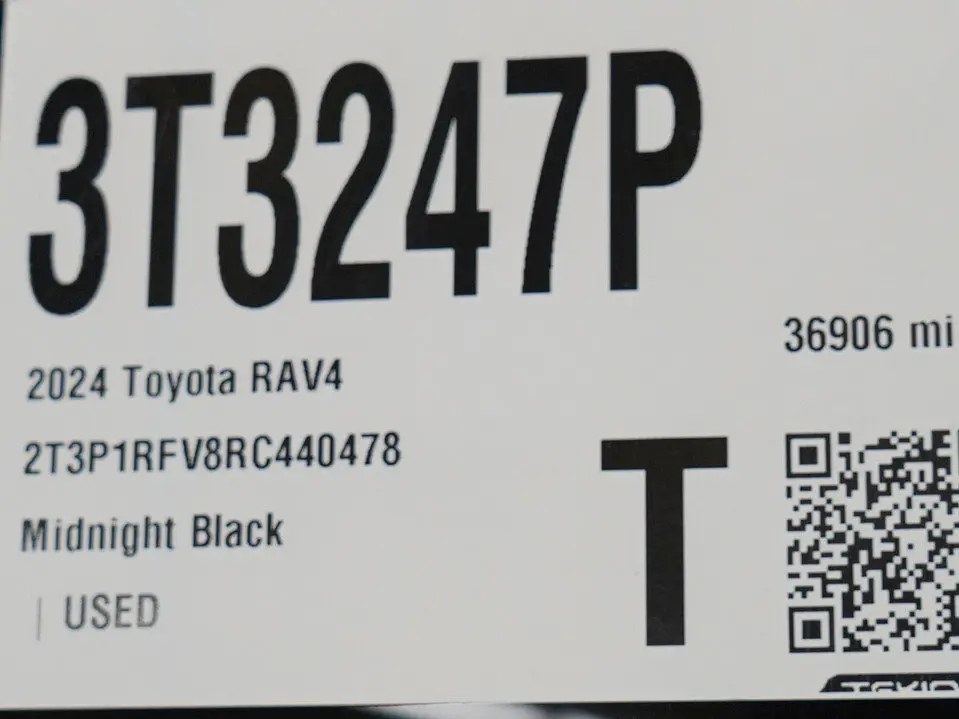 3T3247P
36906 mi
2024 Toyota RAV4
2T3P1RFV8RC440478
T
Midnight Black
| USED